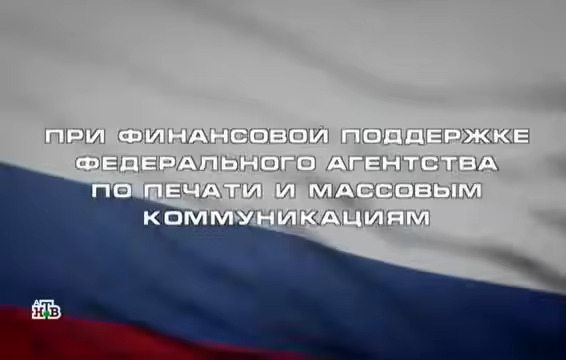 ПРИ ФИНАНСОВОЙ ПОДДЕРЖКЕ
ФЕДЕРАЛЬНОГО АГЕНТСТВА
ПО ПЕЧАТИ И МАССОВЫМ
КОММУНИКАЦИЯМ
НТВ